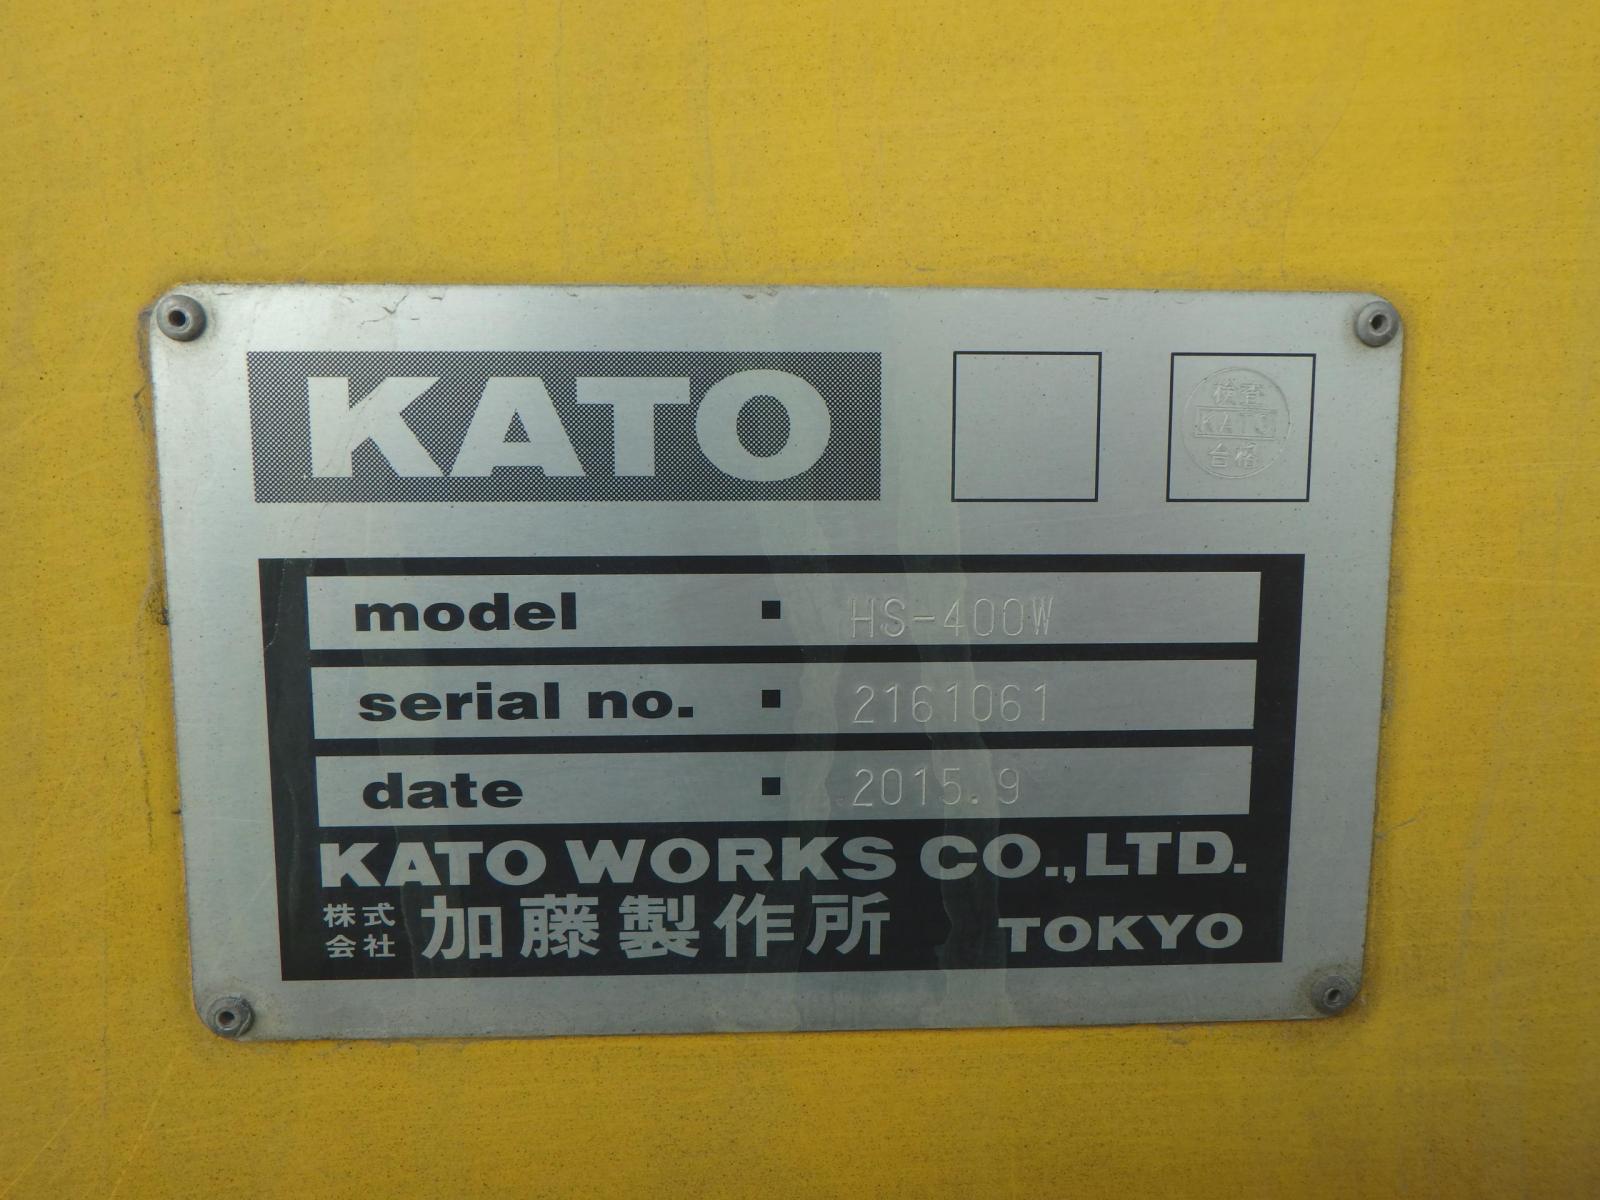 KATO
検査
KATO
合格
model ▪ HS-400W
serial no. ▪ 2161061
date ▪ 2015.9
KATO WORKS CO.,LTD.
株式会社 加藤製作所 TOKYO